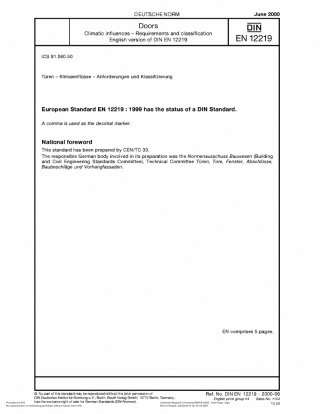 DEUTSCHE NORM
June 2000
Doors
Climatic influences – Requirements and classification
English version of DIN EN 12219
DIN
EN 12219
ICS 91.060.50
Türen – Klimaeinflüsse – Anforderungen und Klassifizierung
European Standard EN 12219 : 1999 has the status of a DIN Standard.
A comma is used as the decimal marker.
National foreword
This standard has been prepared by CEN/TC 33.
The responsible German body involved in its preparation was the Normenausschuss Bauwesen (Building
and Civil Engineering Standards Committee), Technical Committee Türen, Tore, Fenster, Abschlüsse,
Baubeschläge und Vorhangfassaden.
EN comprises 5 pages.
© No part of this standard may be reproduced without the prior permission of
DIN Deutsches Institut für Normung e. V., Berlin. Beuth Verlag GmbH, 10772 Berlin, Germany,
has the exclusive right of sale for German Standards (DIN-Normen).
Ref. No. DIN EN 12219 : 2000-06
English price group 04 Sales No.